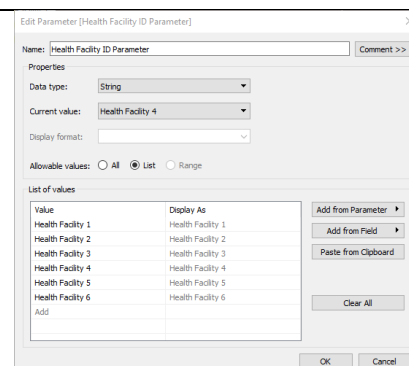 Edit Parameter [Health Facility ID Parameter]
Name: Health Facility ID Parameter Comment >>
Properties
Data type: String
Current value: Health Facility 4
Display format:
Allowable values: All List Range
List of values
Value Display As Add from Parameter
Health Facility 1 Health Facility 1
Health Facility 2 Health Facility 2 Add from Field
Health Facility 3 Health Facility 3 Paste from Clipboard
Health Facility 4 Health Facility 4
Health Facility 5 Health Facility 5
Health Facility 6 Health Facility 6 Clear All
Add
OK Cancel